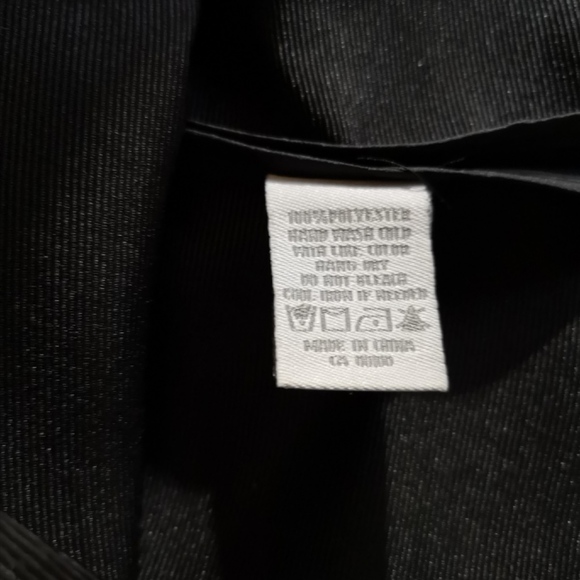 100%POLYESTER
HAND WASH COLD
WITH LIKE COLOR
HANG DRY
DO NOT BLEACH
COOL IRON IF NEEDED
MADE IN CHINA